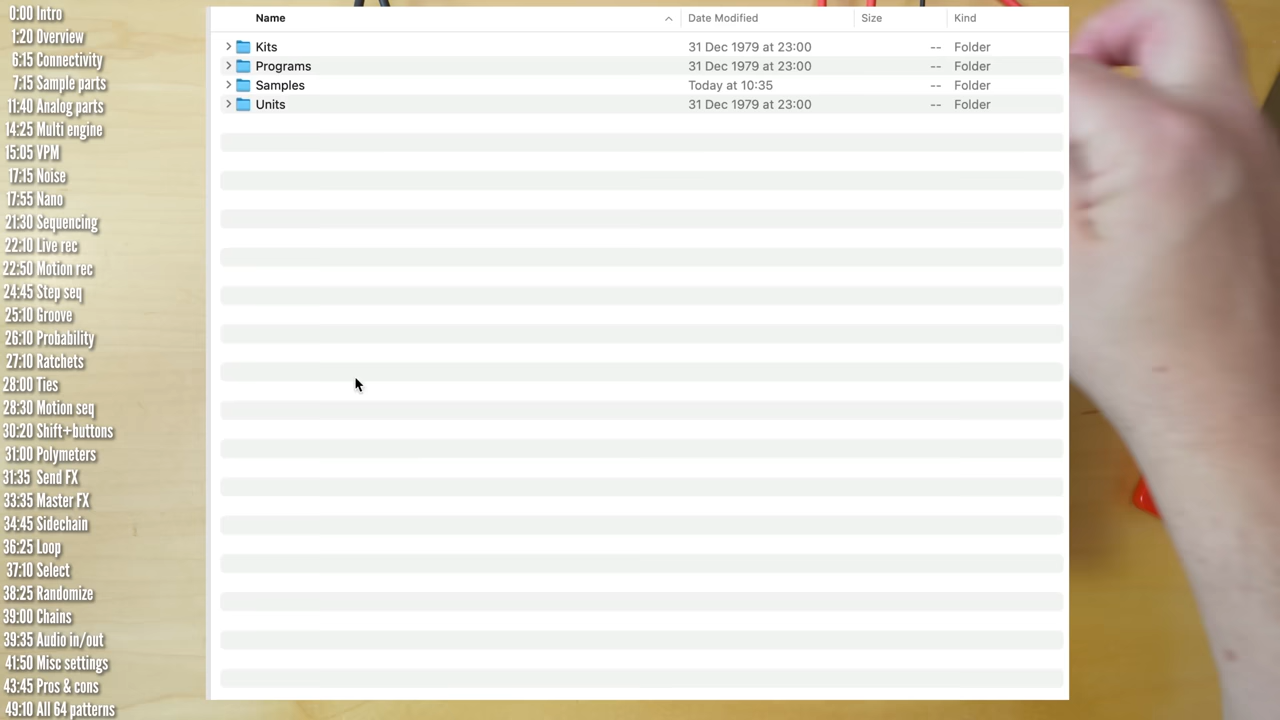 0:00 Intro
1:20 Overview
6:15 Connectivity
7:15 Sample parts
11:40 Analog parts
14:25 Multi engine
15:05 VPM
17:15 Noise
17:55 Nano
21:30 Sequencing
22:10 Live rec
22:50 Motion rec
24:45 Step seq
25:10 Groove
26:10 Probability
27:10 Ratchets
28:00 Ties
28:30 Motion seq
30:20 Shift+buttons
31:00 Polymeters
31:35 Send FX
33:35 Master FX
34:45 Sidechain
36:25 Loop
37:10 Select
38:25 Randomize
39:00 Chains
39:35 Audio in/out
41:50 Misc settings
43:45 Pros & cons
49:10 All 64 patterns
Name Date Modified Size Kind
Kits 31 Dec 1979 at 23:00 -- Folder
Programs 31 Dec 1979 at 23:00 -- Folder
Samples Today at 10:35 -- Folder
Units 31 Dec 1979 at 23:00 -- Folder